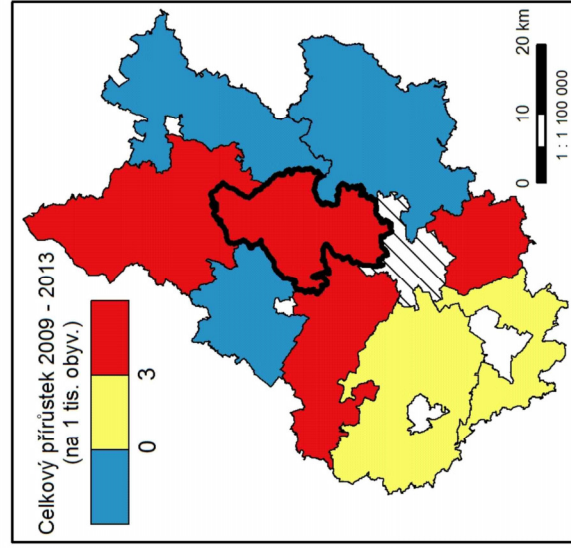 Celkový přírůstek 2009 - 2013
(na 1 tis. obyv.)
0 3
0 10 20 km
1 : 1 100 000